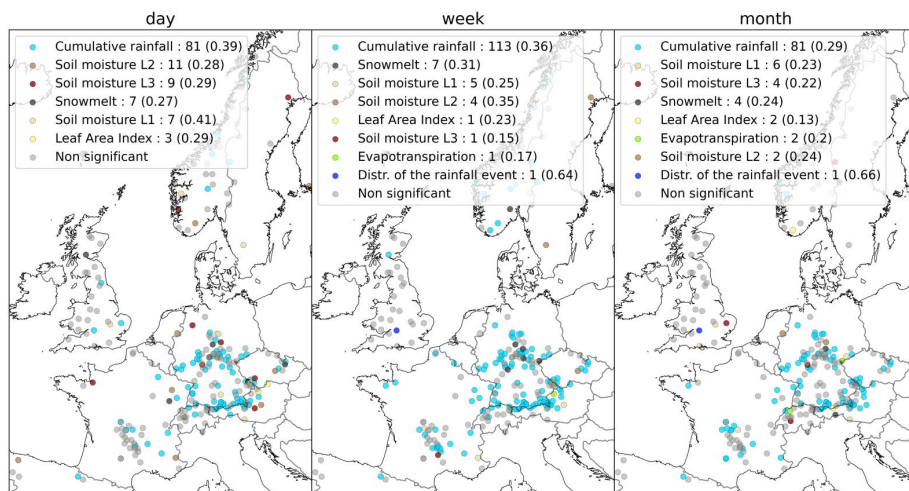 day
Cumulative rainfall : 81 (0.39)
Soil moisture L2 : 11 (0.28)
Soil moisture L3 : 9 (0.29)
Snowmelt : 7 (0.27)
Soil moisture L1 : 7 (0.41)
Leaf Area Index : 3 (0.29)
Non significant
week
Cumulative rainfall : 113 (0.36)
Snowmelt : 7 (0.31)
Soil moisture L1 : 5 (0.25)
Soil moisture L2 : 4 (0.35)
Leaf Area Index : 1 (0.23)
Soil moisture L3 : 1 (0.15)
Evapotranspiration : 1 (0.17)
Distr. of the rainfall event : 1 (0.64)
Non significant
month
Cumulative rainfall : 81 (0.29)
Soil moisture L1 : 6 (0.23)
Soil moisture L3 : 4 (0.22)
Snowmelt : 4 (0.24)
Leaf Area Index : 2 (0.13)
Evapotranspiration : 2 (0.2)
Soil moisture L2 : 2 (0.24)
Distr. of the rainfall event : 1 (0.66)
Non significant